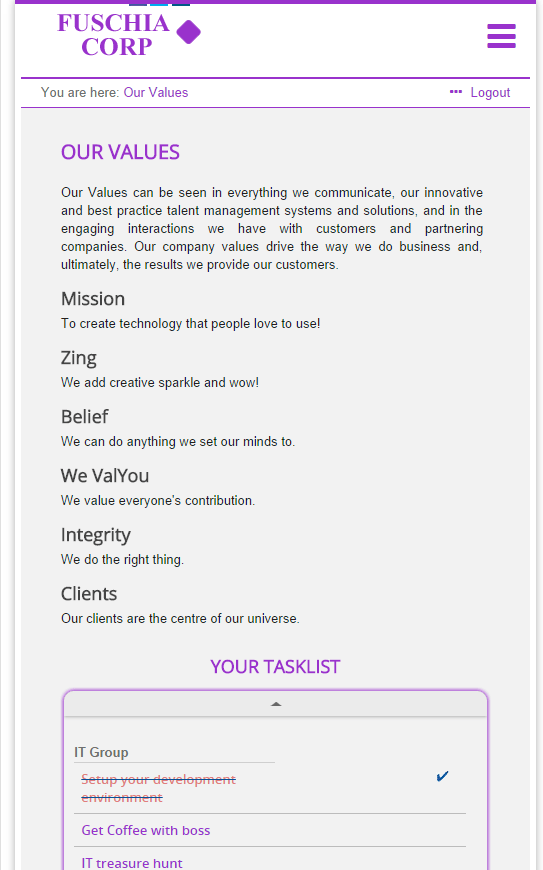 FUSCHIA
CORP
You are here: Our Values
Logout
OUR VALUES
Our Values can be seen in everything we communicate, our innovative
and best practice talent management systems and solutions, and in the
engaging interactions we have with customers and partnering
companies. Our company values drive the way we do business and,
ultimately, the results we provide our customers.
Mission
To create technology that people love to use!
Zing
We add creative sparkle and wow!
Belief
We can do anything we set our minds to.
We ValYou
We value everyone's contribution.
Integrity
We do the right thing.
Clients
Our clients are the centre of our universe.
YOUR TASKLIST
IT Group
Setup your development
environment
Get Coffee with boss
IT treasure hunt